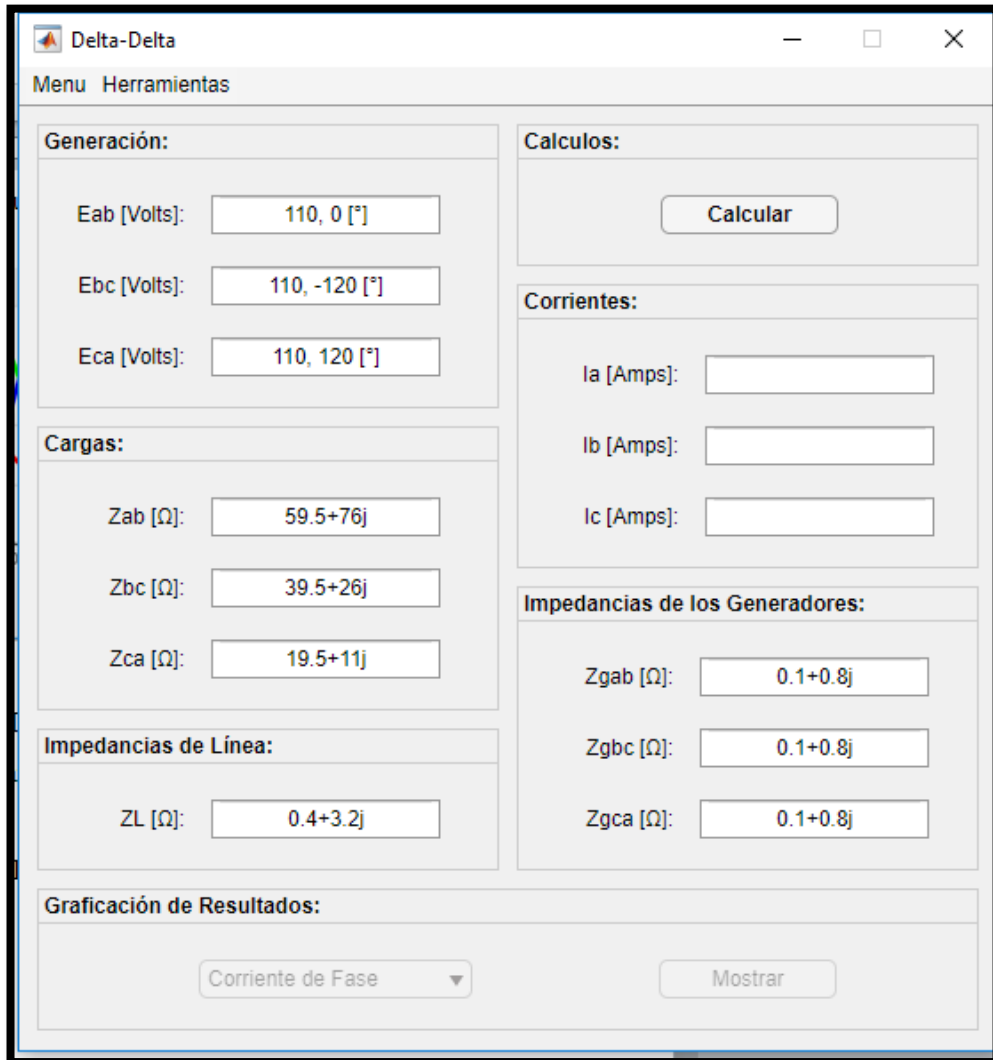 Delta-Delta
Menu Herramientas
Generación:
Eab [Volts]: 110, 0 [°]
Ebc [Volts]: 110, -120 [°]
Eca [Volts]: 110, 120 [°]
Cargas:
Zab [Ω]: 59.5+76j
Zbc [Ω]: 39.5+26j
Zca [Ω]: 19.5+11j
Impedancias de Línea:
ZL [Ω]: 0.4+3.2j
Calculos:
Calcular
Corrientes:
Ia [Amps]:
Ib [Amps]:
Ic [Amps]:
Impedancias de los Generadores:
Zgab [Ω]: 0.1+0.8j
Zgbc [Ω]: 0.1+0.8j
Zgca [Ω]: 0.1+0.8j
Graficación de Resultados:
Corriente de Fase
Mostrar